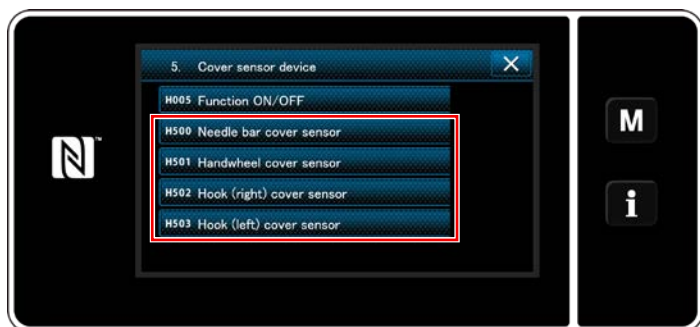 5. Cover sensor device
H005 Function ON/OFF
H500 Needle bar cover sensor
H501 Handwheel cover sensor
H502 Hook (right) cover sensor
H503 Hook (left) cover sensor
N™
M
i